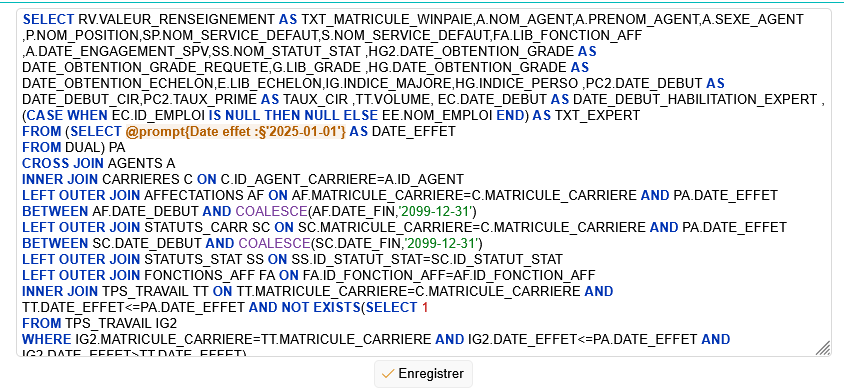 SELECT RV.VALEUR_RENSEIGNEMENT AS TXT_MATRICULE_WINPAIE,A.NOM_AGENT,A.PRENOM_AGENT,A.SEXE_AGENT
,P.NOM_POSITION,SP.NOM_SERVICE_DEFAUT,S.NOM_SERVICE_DEFAUT,FA.LIB_FONCTION_AFF
,A.DATE_ENGAGEMENT_SPV,SS.NOM_STATUT_STAT ,HG2.DATE_OBTENTION_GRADE AS
DATE_OBTENTION_GRADE_REQUETE,G.LIB_GRADE ,HG.DATE_OBTENTION_GRADE AS
DATE_OBTENTION_ECHELON,E.LIB_ECHELON,IG.INDICE_MAJORE,HG.INDICE_PERSO ,PC2.DATE_DEBUT AS
DATE_DEBUT_CIR,PC2.TAUX_PRIME AS TAUX_CIR ,TT.VOLUME, EC.DATE_DEBUT AS DATE_DEBUT_HABILITATION_EXPERT ,
(CASE WHEN EC.ID_EMPLOI IS NULL THEN NULL ELSE EE.NOM_EMPLOI END) AS TXT_EXPERT
FROM (SELECT @prompt{Date effet :§'2025-01-01'} AS DATE_EFFET
FROM DUAL) PA
CROSS JOIN AGENTS A
INNER JOIN CARRIERES C ON C.ID_AGENT_CARRIERE=A.ID_AGENT
LEFT OUTER JOIN AFFECTATIONS AF ON AF.MATRICULE_CARRIERE=C.MATRICULE_CARRIERE AND PA.DATE_EFFET
BETWEEN AF.DATE_DEBUT AND COALESCE(AF.DATE_FIN,'2099-12-31')
LEFT OUTER JOIN STATUTS_CARR SC ON SC.MATRICULE_CARRIERE=C.MATRICULE_CARRIERE AND PA.DATE_EFFET
BETWEEN SC.DATE_DEBUT AND COALESCE(SC.DATE_FIN,'2099-12-31')
LEFT OUTER JOIN STATUTS_STAT SS ON SS.ID_STATUT_STAT=SC.ID_STATUT_STAT
LEFT OUTER JOIN FONCTIONS_AFF FA ON FA.ID_FONCTION_AFF=AF.ID_FONCTION_AFF
INNER JOIN TPS_TRAVAIL TT ON TT.MATRICULE_CARRIERE=C.MATRICULE_CARRIERE AND
TT.DATE_EFFET<=PA.DATE_EFFET AND NOT EXISTS(SELECT 1
FROM TPS_TRAVAIL IG2
WHERE IG2.MATRICULE_CARRIERE=TT.MATRICULE_CARRIERE AND IG2.DATE_EFFET<=PA.DATE_EFFET AND
IG2.DATE_EFFET>TT.DATE_EFFET)
Enregistrer